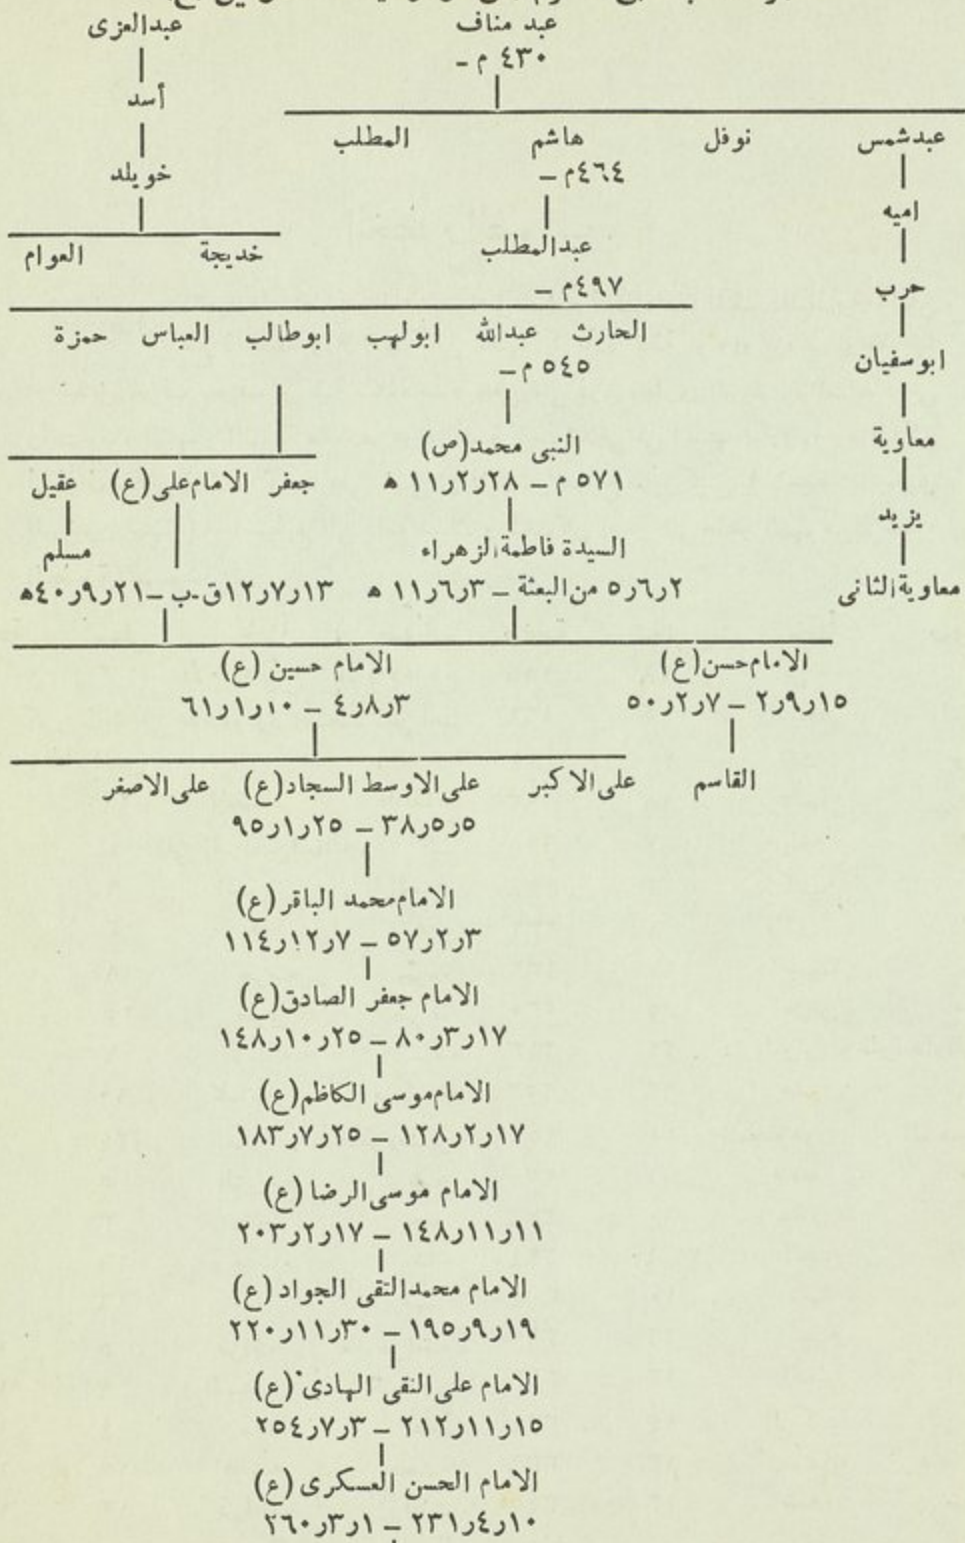 عبد مناف عبدالعزى
٤٣٠ م –
أسد
عبدشمس نوفل هاشم المطلب
٤٦٤م – خويلد
اميه
عبدالمطلب خديجة العوام
حرب ٤٩٧م –
الحارث عبدالله ابولهب ابوطالب العباس حمزة
ابوسفيان ٥٤٥ م –
معاوية النبى محمد(ص)
٥٧١ م – ٢٨ر٢ر١١ ه جعفر الامام‌على(ع) عقيل
يزيد
السيدة فاطمة‌الزهراء مسلم
معاوية‌الثانى ٢ر٦ر٥ من البعثة – ٣ر٦ر١١ ه ١٣ر٧ر١٢ق.ب – ٢١ر٩ر٤٠ه
الامام‌حسن(ع) الامام حسين (ع)
١٥ر٩ر٢ – ٧ر٢ر٥٠ ٣ر٨ر٤ – ١٠ر١ر٦١
القاسم على‌الاكبر على‌الاوسط السجاد(ع) على‌الاصغر
٥ر٥ر٣٨ – ٢٥ر١ر٩٥
الامام‌محمد الباقر(ع)
٣ر٢ر٥٧ – ٧ر١٢ر١١٤
الامام جعفر الصادق(ع)
١٧ر٣ر٨٠ – ٢٥ر١٠ر١٤٨
الامام‌موسى الكاظم(ع)
١٧ر٢ر١٢٨ – ٢٥ر٧ر١٨٣
الامام موسى‌الرضا (ع)
١١ر١١ر١٤٨ – ١٧ر٢ر٢٠٣
الامام محمدالتقى الجواد (ع)
١٩ر٩ر١٩٥ – ٣٠ر١١ر٢٢٠
الامام على‌النقى الهادى (ع)
١٥ر١١ر٢١٢ – ٣ر٧ر٢٥٤
الامام الحسن العسكرى (ع)
١٠ر٤ر٢٣١ – ١ر٣ر٢٦٠